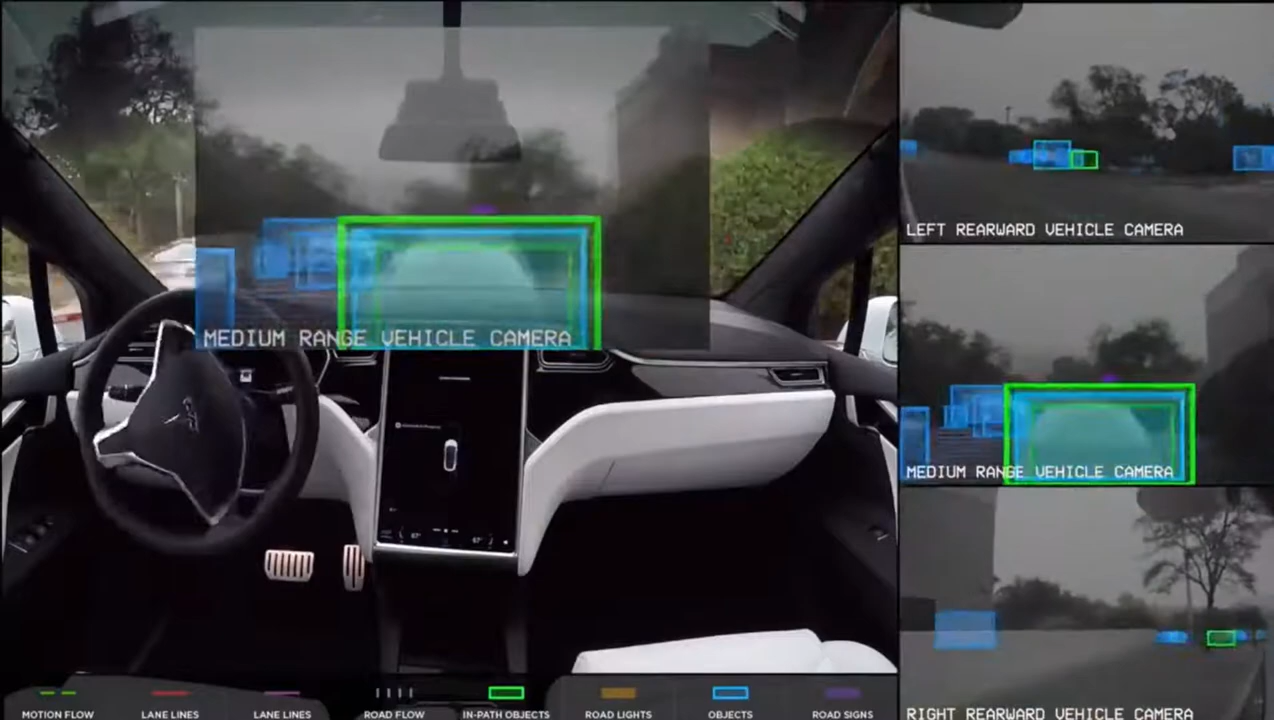 MEDIUM RANGE VEHICLE CAMERA
LEFT REARWARD VEHICLE CAMERA
MEDIUM RANGE VEHICLE CAMERA
RIGHT REARWARD VEHICLE CAMERA
MOTION FLOW
LANE LINES
LANE LINES
ROAD FLOW
IN-PATH OBJECTS
ROAD LIGHTS
OBJECTS
ROAD SIGNS